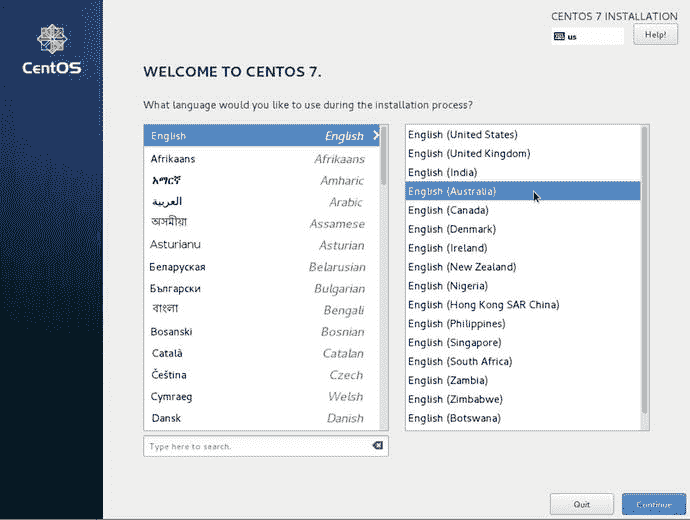 CentOS
CENTOS 7 INSTALLATION
us
Help!
WELCOME TO CENTOS 7.
What language would you like to use during the installation process?
English English
Afrikaans Afrikaans
አማርኛ Amharic
العربية Arabic
অসমীয়া Assamese
Asturianu Asturian
Беларуская Belarusian
Български Bulgarian
বাংলা Bengali
Bosanski Bosnian
Català Catalan
Čeština Czech
Cymraeg Welsh
Dansk Danish
Type here to search.
English (United States)
English (United Kingdom)
English (India)
English (Australia)
English (Canada)
English (Denmark)
English (Ireland)
English (New Zealand)
English (Nigeria)
English (Hong Kong SAR China)
English (Philippines)
English (Singapore)
English (South Africa)
English (Zambia)
English (Zimbabwe)
English (Botswana)
Quit
Continue